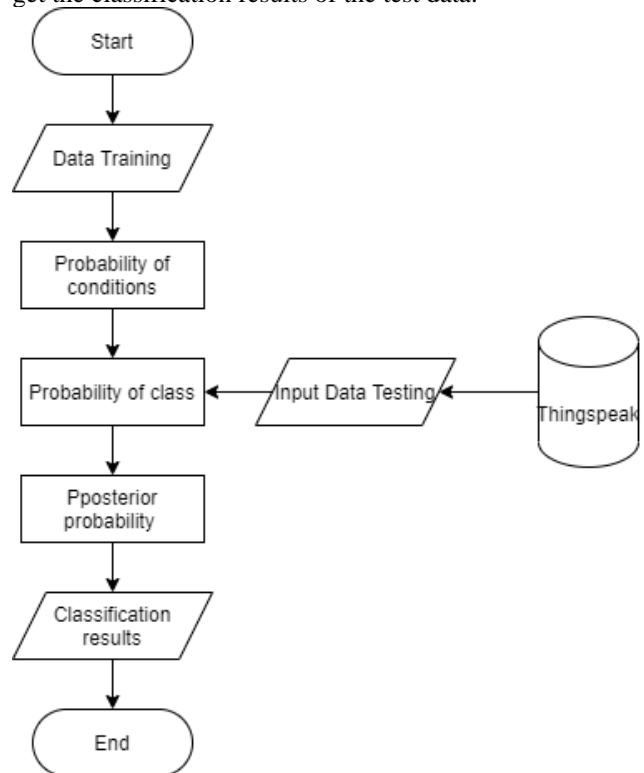 get the classification results of the test data.
Start
Data Training
Probability of
conditions
Probability of class
Input Data Testing
Thingspeak
Pposterior
probability
Classification
results
End